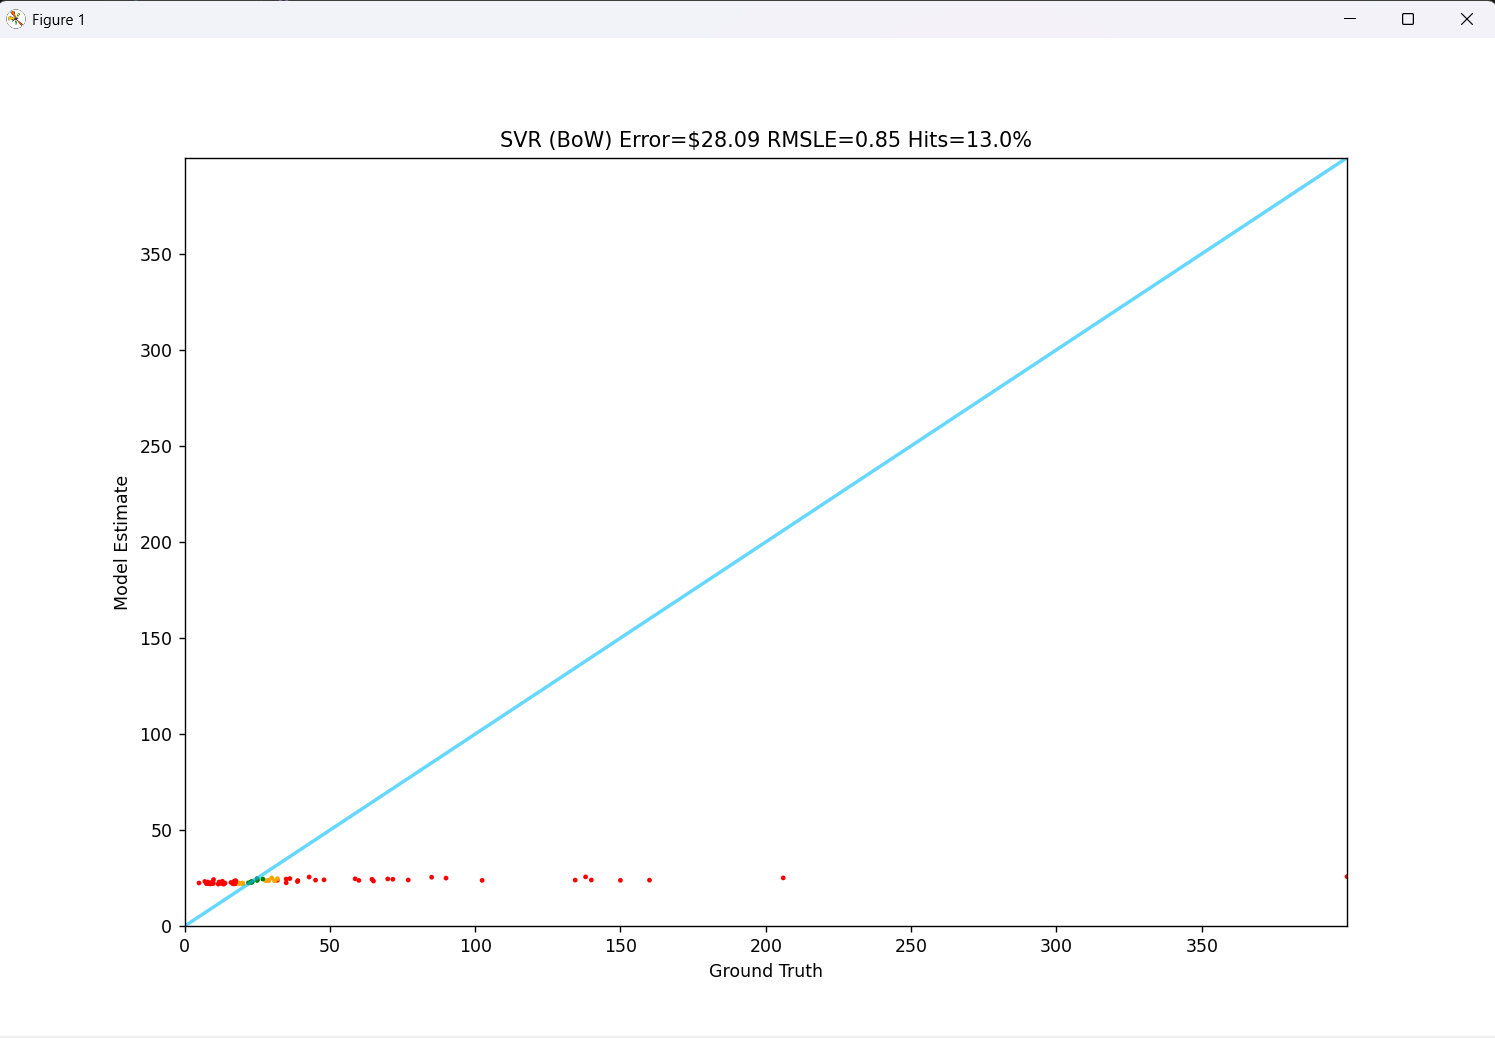 Figure 1
SVR (BoW) Error=$28.09 RMSLE=0.85 Hits=13.0%
350
300
250
200
150
100
50
0
Model Estimate
0 50 100 150 200 250 300 350
Ground Truth